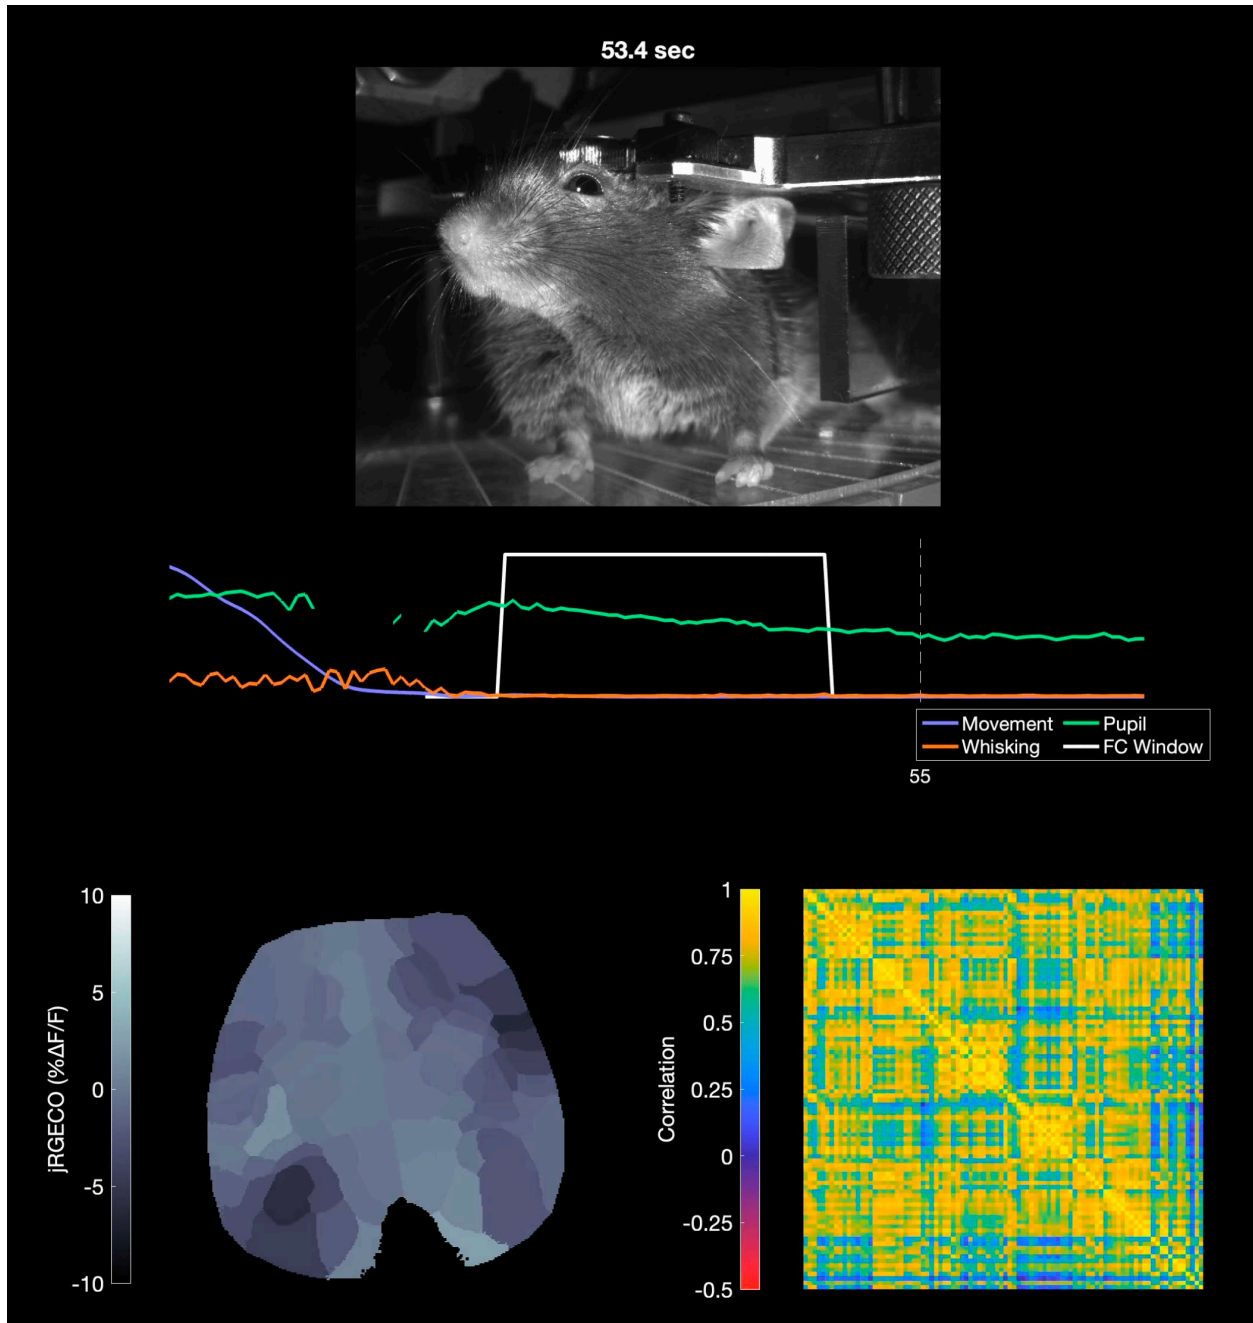 53.4 sec
Movement
Pupil
Whisking
FC Window
55
10
5
0
-5
-10
jRGECO (%ΔF/F)
1
0.75
0.5
0.25
0
-0.25
-0.5
Correlation